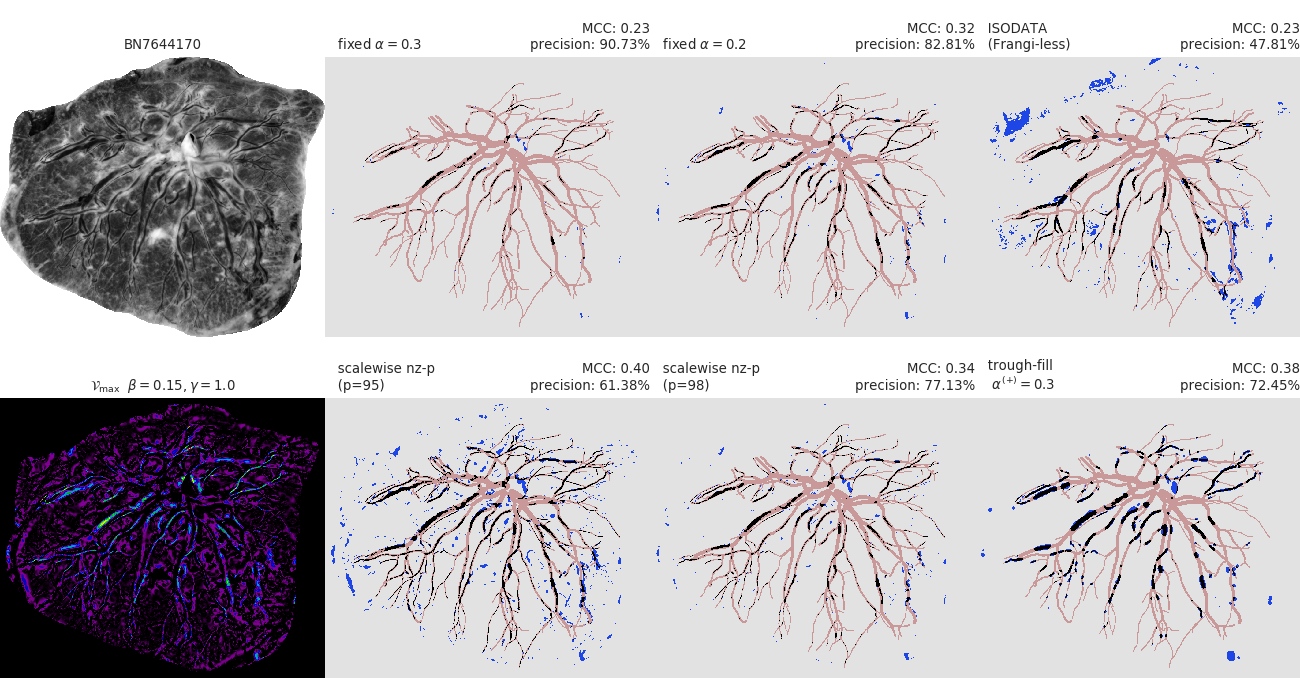 BN7644170
fixed α = 0.3
MCC: 0.23
precision: 90.73%
fixed α = 0.2
MCC: 0.32
precision: 82.81%
ISODATA
(Frangi-less)
MCC: 0.23
precision: 47.81%
𝒱max β = 0.15, γ = 1.0
scalewise nz-p
(p=95)
MCC: 0.40
precision: 61.38%
scalewise nz-p
(p=98)
MCC: 0.34
precision: 77.13%
trough-fill
α(+) = 0.3
MCC: 0.38
precision: 72.45%